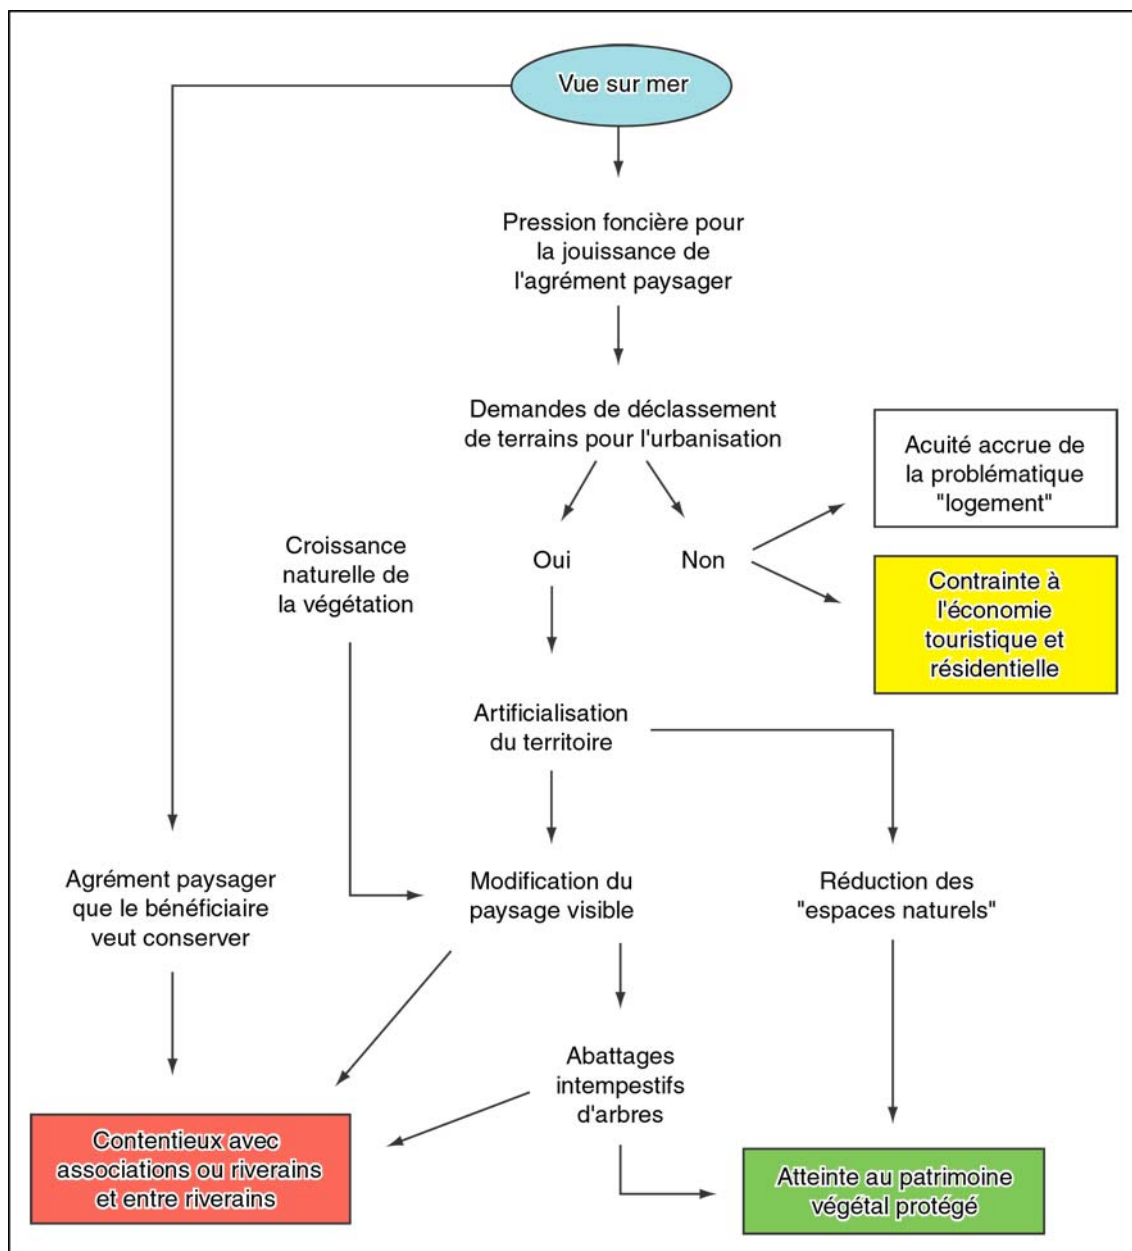 Vue sur mer
Pression foncière pour
la jouissance de
l'agrément paysager
Demandes de déclassement
de terrains pour l'urbanisation
Acuité accrue de
la problématique
"logement"
Croissance
naturelle de
la végétation
Oui
Non
Contrainte à
l'économie
touristique et
résidentielle
Artificialisation
du territoire
Agrément paysager
que le bénéficiaire
veut conserver
Modification du
paysage visible
Réduction des
"espaces naturels"
Abattages
intempestifs
d'arbres
Contentieux avec
associations ou riverains
et entre riverains
Atteinte au patrimoine
végétal protégé